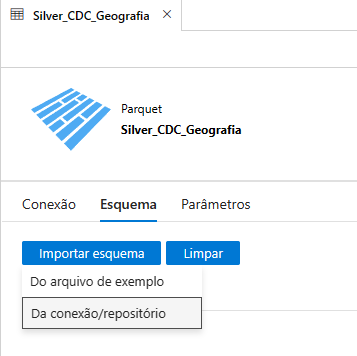 Silver_CDC_Geografia
Parquet
Silver_CDC_Geografia
Conexão Esquema Parâmetros
Importar esquema Limpar
Do arquivo de exemplo
Da conexão/repositório